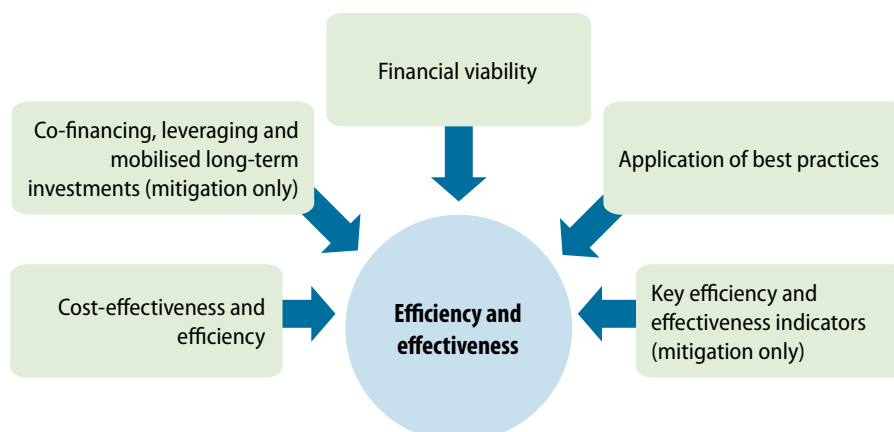 Financial viability
Co-financing, leveraging and
mobilised long-term
investments (mitigation only)
Application of best practices
Cost-effectiveness and
efficiency
Efficiency and
effectiveness
Key efficiency and
effectiveness indicators
(mitigation only)